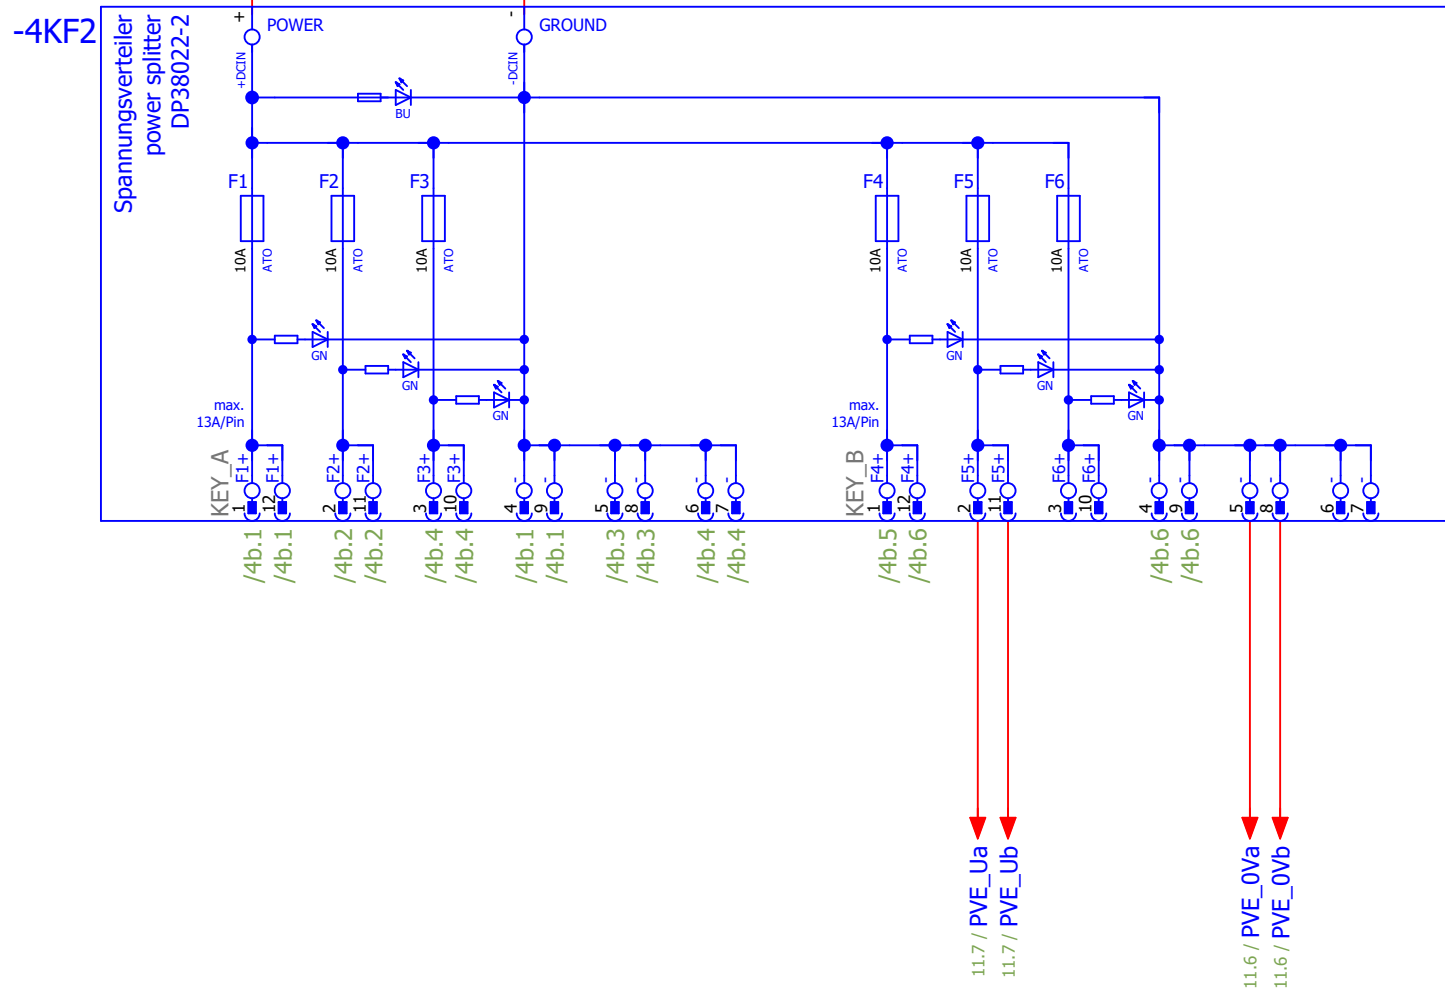 -4KF2
Spannungsverteiler
power splitter
DP38022-2
+ POWER
+DCIN
- GROUND
-DCIN
BU
F1 F2 F3 F4 F5 F6
10A ATO 10A ATO 10A ATO 10A ATO 10A ATO 10A ATO
GN GN
GN GN
GN GN
max.
13A/Pin
max.
13A/Pin
KEY_A
F1+ F1+ F2+ F2+ F3+ F3+ - - - - - -
1 12 2 11 3 10 4 9 5 8 6 7
KEY_B
F4+ F4+ F5+ F5+ F6+ F6+ - - - - - -
1 12 2 11 3 10 4 9 5 8 6 7
/4b.1 /4b.1 /4b.2 /4b.2 /4b.4 /4b.4 /4b.1 /4b.1 /4b.3 /4b.3 /4b.4 /4b.4 /4b.5 /4b.6 /4b.6 /4b.6
11.7 / PVE_Ua
11.7 / PVE_Ub
11.6 / PVE_0Va
11.6 / PVE_0Vb